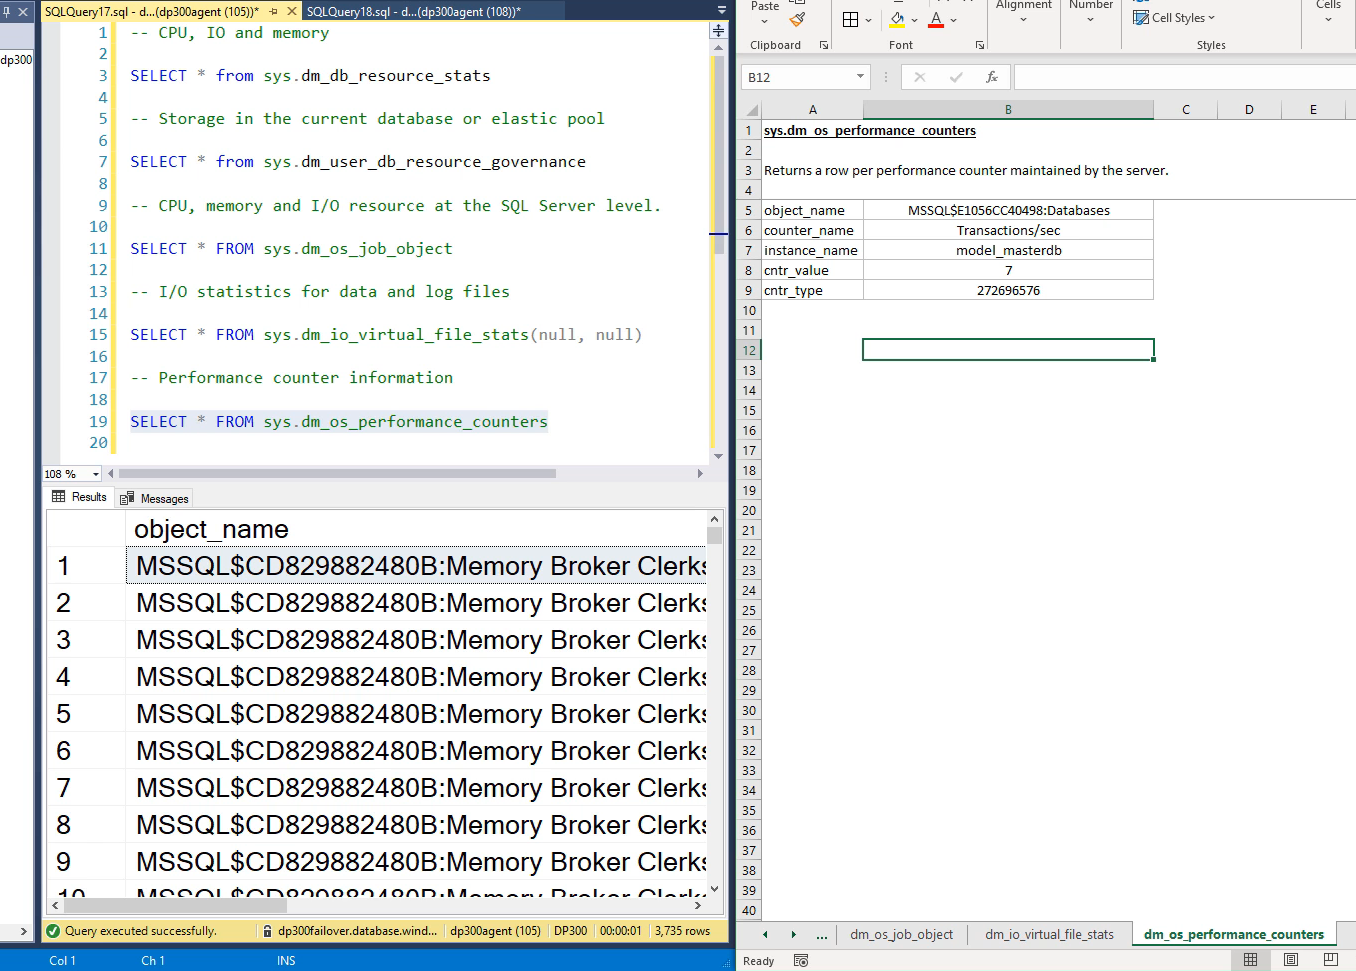 SQLQuery17.sql - d...(dp300agent (105))*
SQLQuery18.sql - d...(dp300agent (108))*
dp300
1 -- CPU, IO and memory
2
3 SELECT * from sys.dm_db_resource_stats
4
5 -- Storage in the current database or elastic pool
6
7 SELECT * from sys.dm_user_db_resource_governance
8
9 -- CPU, memory and I/O resource at the SQL Server level.
10
11 SELECT * FROM sys.dm_os_job_object
12
13 -- I/O statistics for data and log files
14
15 SELECT * FROM sys.dm_io_virtual_file_stats(null, null)
16
17 -- Performance counter information
18
19 SELECT * FROM sys.dm_os_performance_counters
20
108 %
Results Messages
object_name
1 MSSQL$CD829882480B:Memory Broker Clerks
2 MSSQL$CD829882480B:Memory Broker Clerks
3 MSSQL$CD829882480B:Memory Broker Clerks
4 MSSQL$CD829882480B:Memory Broker Clerks
5 MSSQL$CD829882480B:Memory Broker Clerks
6 MSSQL$CD829882480B:Memory Broker Clerks
7 MSSQL$CD829882480B:Memory Broker Clerks
8 MSSQL$CD829882480B:Memory Broker Clerks
9 MSSQL$CD829882480B:Memory Broker Clerks
10 MSSQL$CD829882480B:Memory Broker Clerks
Query executed successfully. dp300failover.database.wind... dp300agent (105) DP300 00:00:01 3,735 rows
Col 1 Ch 1 INS
Paste Alignment Number Cell Styles Cells
Clipboard Font Styles
B12 fx
A B C D E
1 sys.dm_os_performance_counters
2
3 Returns a row per performance counter maintained by the server.
4
5 object_name MSSQL$E1056CC40498:Databases
6 counter_name Transactions/sec
7 instance_name model_masterdb
8 cntr_value 7
9 cntr_type 272696576
10
11
12
13
14
15
16
17
18
19
20
21
22
23
24
25
26
27
28
29
30
31
32
33
34
35
36
37
38
39
40
... dm_os_job_object dm_io_virtual_file_stats dm_os_performance_counters
Ready